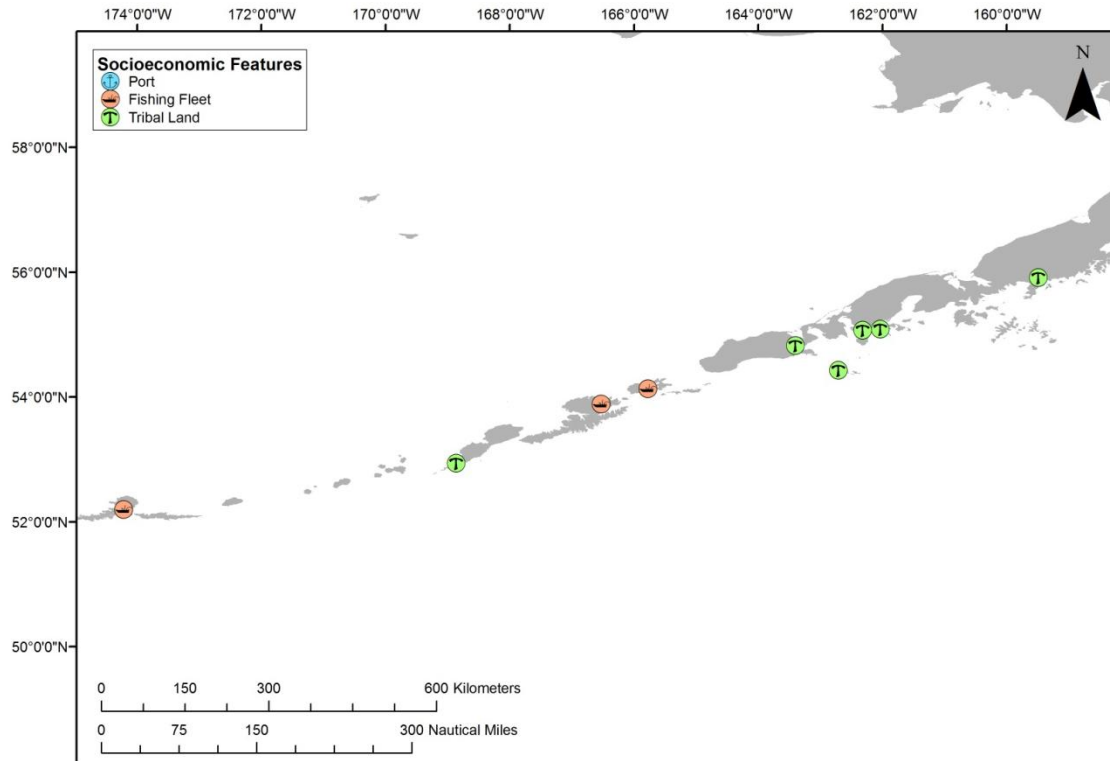 174°0'0"W 172°0'0"W 170°0'0"W 168°0'0"W 166°0'0"W 164°0'0"W 162°0'0"W 160°0'0"W
Socioeconomic Features
Port
Fishing Fleet
Tribal Land
N
58°0'0"N
56°0'0"N
54°0'0"N
52°0'0"N
50°0'0"N
0 150 300 600 Kilometers
0 75 150 300 Nautical Miles